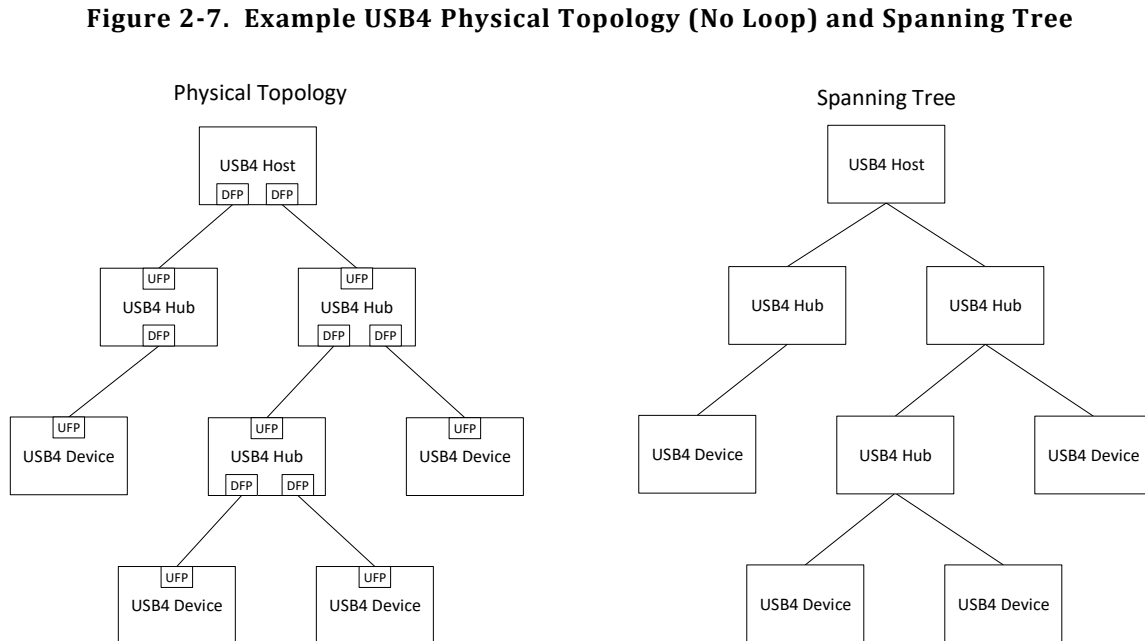 Figure 2-7. Example USB4 Physical Topology (No Loop) and Spanning Tree
Physical Topology
USB4 Host
DFP DFP
UFP UFP
USB4 Hub USB4 Hub
DFP DFP DFP
UFP UFP UFP
USB4 Device USB4 Hub USB4 Device
DFP DFP
UFP UFP
USB4 Device USB4 Device
Spanning Tree
USB4 Host
USB4 Hub USB4 Hub
USB4 Device USB4 Hub USB4 Device
USB4 Device USB4 Device